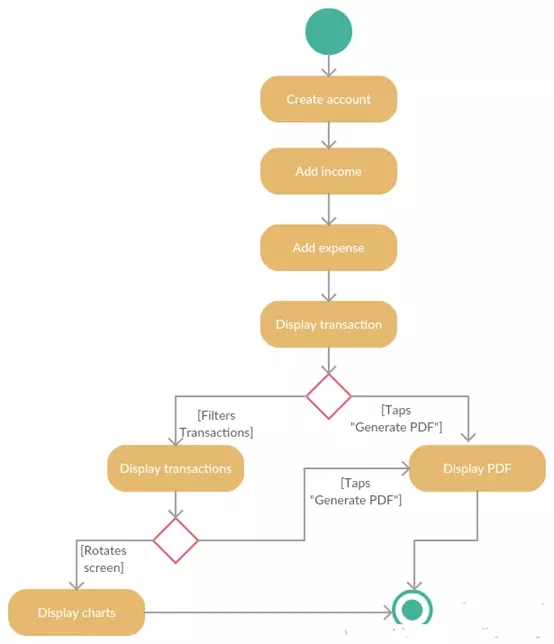 Create account
Add income
Add expense
Display transaction
[Filters
Transactions]
[Taps
"Generate PDF"]
Display transactions
Display PDF
[Taps
"Generate PDF"]
[Rotates
screen]
Display charts